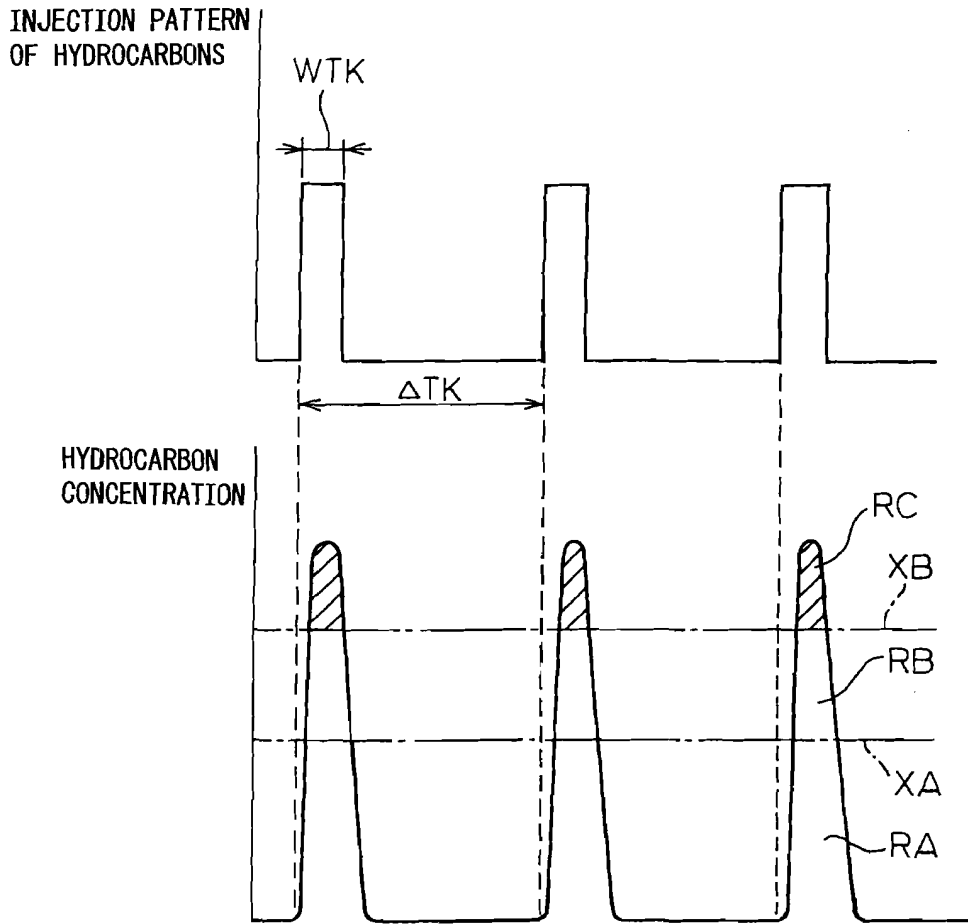 INJECTION PATTERN
OF HYDROCARBONS
WTK
ΔTK
HYDROCARBON
CONCENTRATION
RC
XB
RB
XA
RA